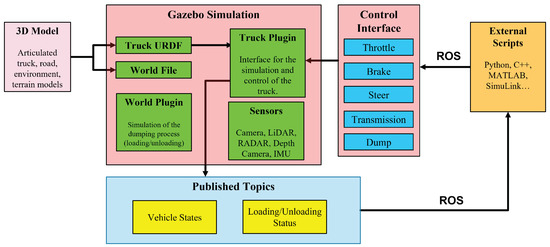 3D Model
Articulated
truck, road,
environment,
terrain models
Gazebo Simulation
Truck URDF
World File
World Plugin
Simulation of the
dumping process
(loading/unloading)
Truck Plugin
Interface for the
simulation and
control of the
truck.
Sensors
Camera, LiDAR,
RADAR, Depth
Camera, IMU
Control
Interface
Throttle
Brake
Steer
Transmission
Dump
ROS
External
Scripts
Python, C++,
MATLAB,
SimuLink...
Published Topics
Vehicle States
Loading/Unloading
Status
ROS